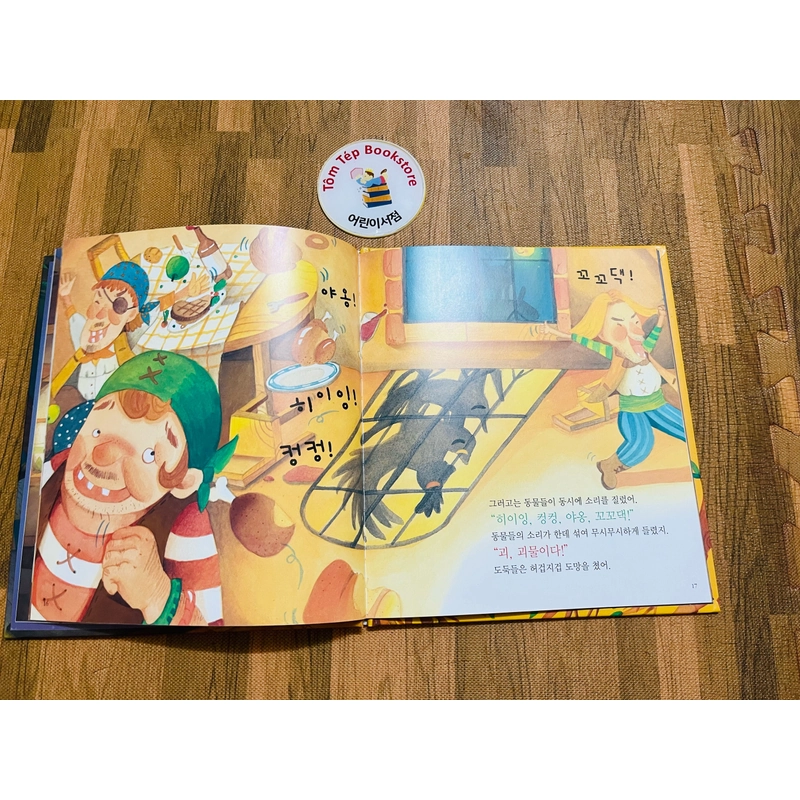 Tôm Tép Bookstore
어린이서점
야옹!
히이잉!
컹컹!
꼬꼬댁!
그러고는 동물들이 동시에 소리를 질렀어.
“히이잉, 컹컹, 야옹, 꼬꼬댁!”
동물들의 소리가 한데 섞여 무시무시하게 들렸지.
“괴, 괴물이다!”
도둑들은 허겁지겁 도망을 쳤어.
17